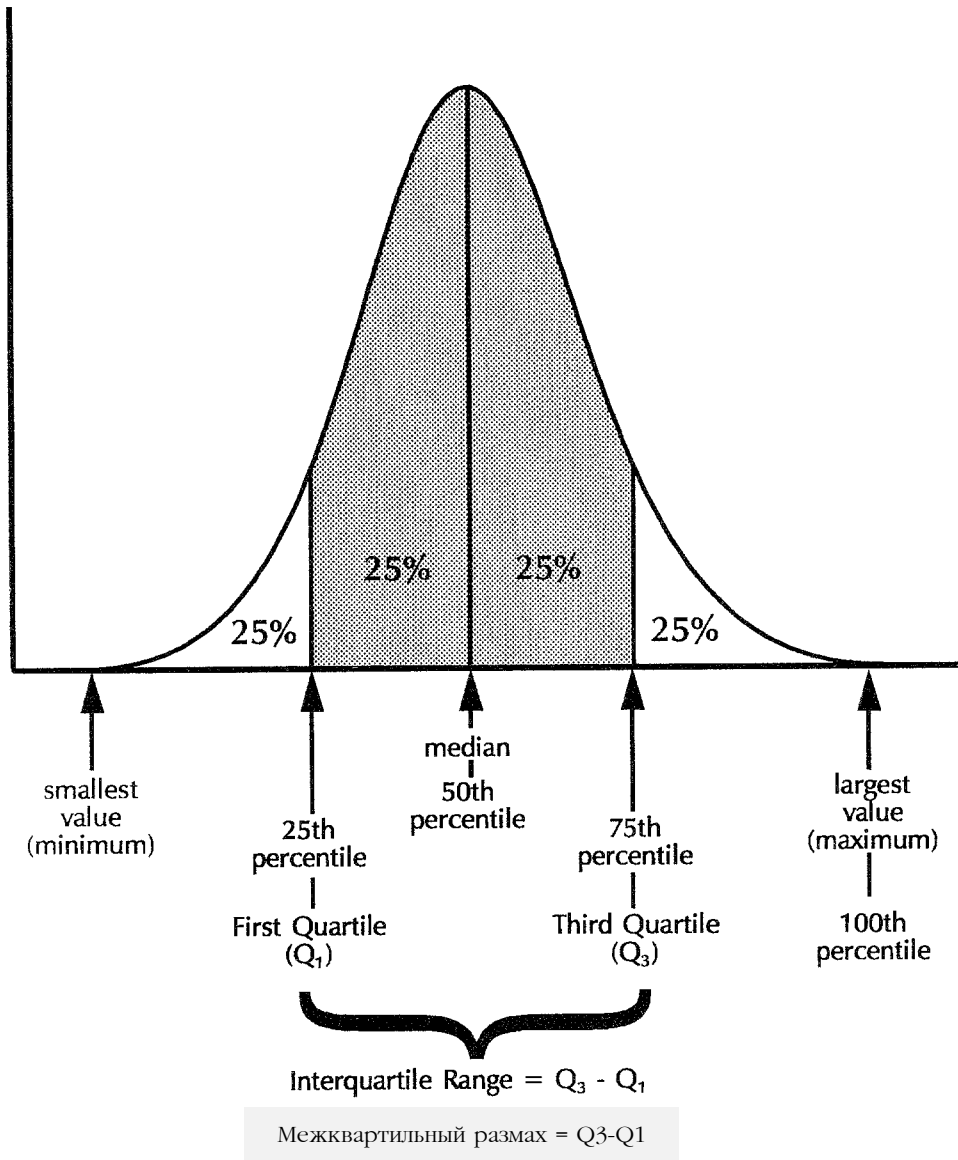 25%
25%
25%
25%
smallest
value
(minimum)
25th
percentile
First Quartile
(Q₁)
median
50th
percentile
75th
percentile
Third Quartile
(Q₃)
largest
value
(maximum)
100th
percentile
Interquartile Range = Q₃ - Q₁
Межквартильный размах = Q3-Q1